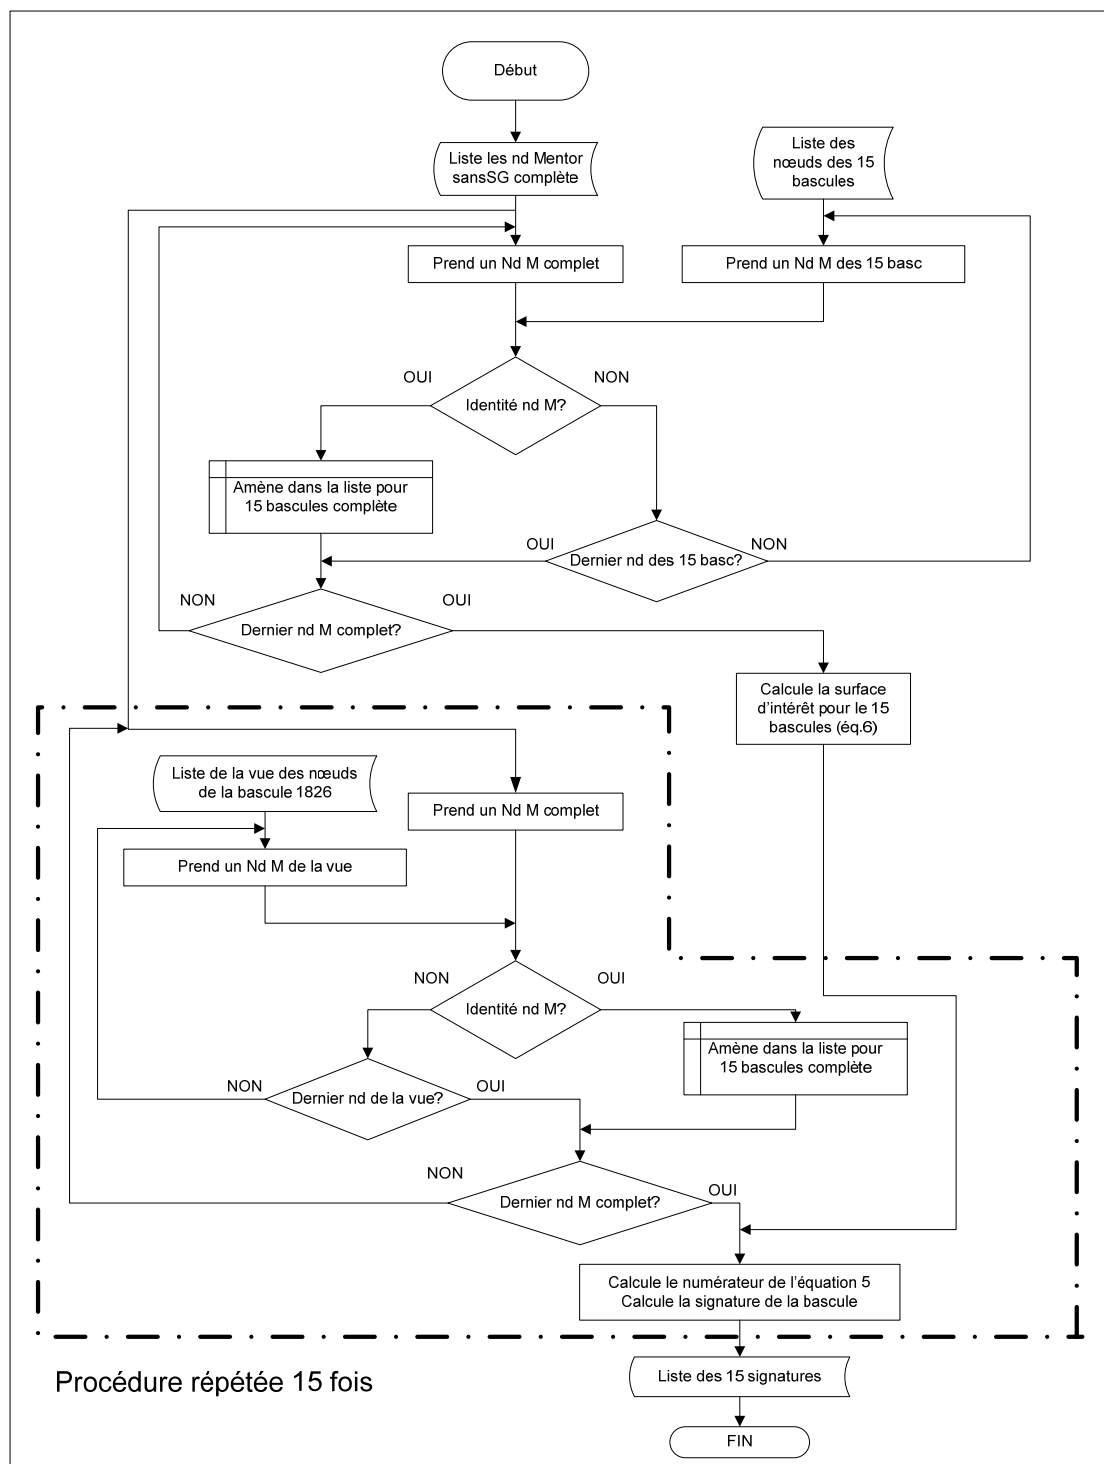 Début
Liste les nd Mentor
sansSG complète
Liste des
nœuds des 15
bascules
Prend un Nd M complet
Prend un Nd M des 15 basc
OUI
NON
Identité nd M?
Amène dans la liste pour
15 bascules complète
OUI
NON
Dernier nd des 15 basc?
NON
OUI
Dernier nd M complet?
Calcule la surface
d'intérêt pour le 15
bascules (éq.6)
Liste de la vue des nœuds
de la bascule 1826
Prend un Nd M complet
Prend un Nd M de la vue
NON
OUI
Identité nd M?
Amène dans la liste pour
15 bascules complète
NON
OUI
Dernier nd de la vue?
NON
OUI
Dernier nd M complet?
Calcule le numérateur de l'équation 5
Calcule la signature de la bascule
Procédure répétée 15 fois
Liste des 15 signatures
FIN